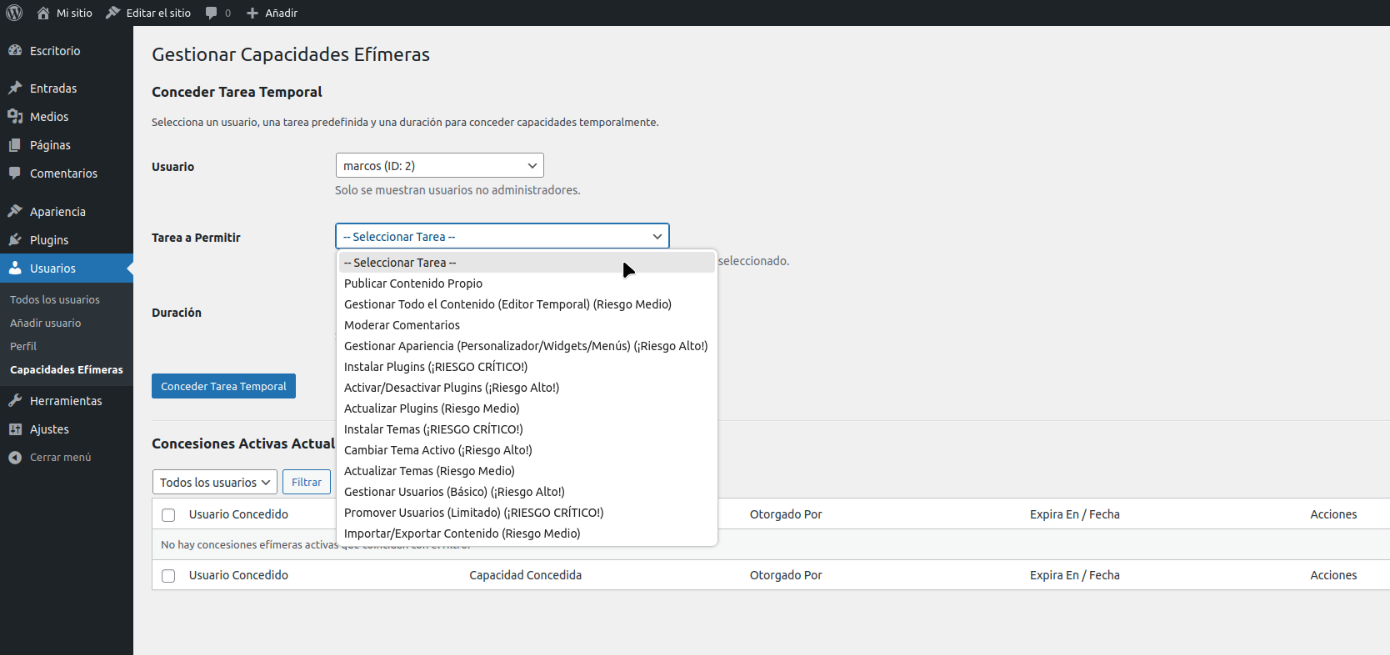 Mi sitio
Editar el sitio
0
Añadir
Escritorio
Entradas
Medios
Páginas
Comentarios
Apariencia
Plugins
Usuarios
Todos los usuarios
Añadir usuario
Perfil
Capacidades Efímeras
Herramientas
Ajustes
Cerrar menú
Gestionar Capacidades Efímeras
Conceder Tarea Temporal
Selecciona un usuario, una tarea predefinida y una duración para conceder capacidades temporalmente.
Usuario
marcos (ID: 2)
Solo se muestran usuarios no administradores.
Tarea a Permitir
-- Seleccionar Tarea --
seleccionado.
-- Seleccionar Tarea --
Publicar Contenido Propio
Gestionar Todo el Contenido (Editor Temporal) (Riesgo Medio)
Moderar Comentarios
Gestionar Apariencia (Personalizador/Widgets/Menús) (¡Riesgo Alto!)
Instalar Plugins (¡RIESGO CRÍTICO!)
Activar/Desactivar Plugins (¡Riesgo Alto!)
Actualizar Plugins (Riesgo Medio)
Instalar Temas (¡RIESGO CRÍTICO!)
Cambiar Tema Activo (¡Riesgo Alto!)
Actualizar Temas (Riesgo Medio)
Gestionar Usuarios (Básico) (¡Riesgo Alto!)
Promover Usuarios (Limitado) (¡RIESGO CRÍTICO!)
Importar/Exportar Contenido (Riesgo Medio)
Duración
Conceder Tarea Temporal
Concesiones Activas Actual
Todos los usuarios
Filtrar
Usuario Concedido
Otorgado Por
Expira En / Fecha
Acciones
No hay concesiones efímeras activas
Usuario Concedido
Capacidad Concedida
Otorgado Por
Expira En / Fecha
Acciones